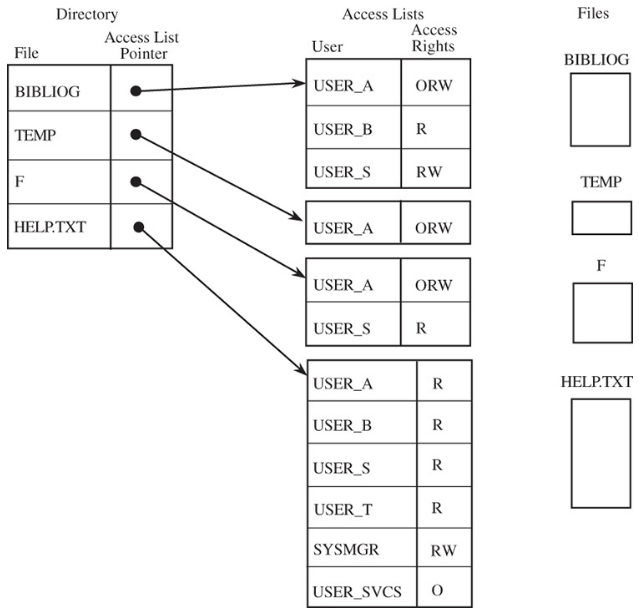 Directory
File
Access List
Pointer
BIBLIOG
TEMP
F
HELP.TXT
Access Lists
User
Access
Rights
USER_A ORW
USER_B R
USER_S RW
USER_A ORW
USER_A ORW
USER_S R
USER_A R
USER_B R
USER_S R
USER_T R
SYSMGR RW
USER_SVCS O
Files
BIBLIOG
TEMP
F
HELP.TXT